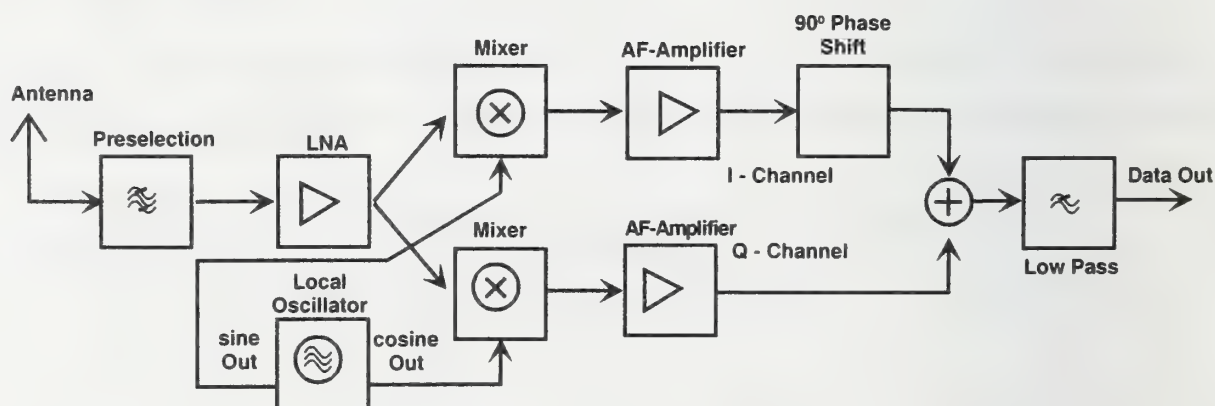 Antenna
Preselection
LNA
Mixer
AF-Amplifier
90º Phase
Shift
I - Channel
Mixer
AF-Amplifier
Q - Channel
Local
Oscillator
sine
Out
cosine
Out
Data Out
Low Pass